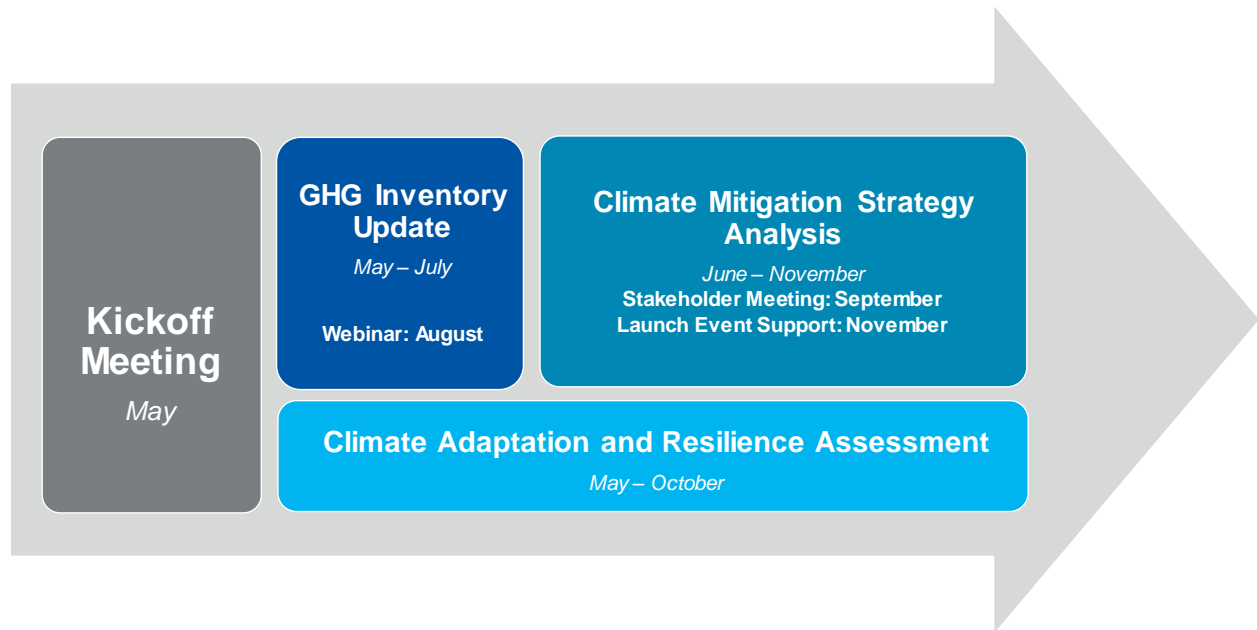 Kickoff
Meeting
May
GHG Inventory
Update
May – July
Webinar: August
Climate Mitigation Strategy
Analysis
June – November
Stakeholder Meeting: September
Launch Event Support: November
Climate Adaptation and Resilience Assessment
May – October